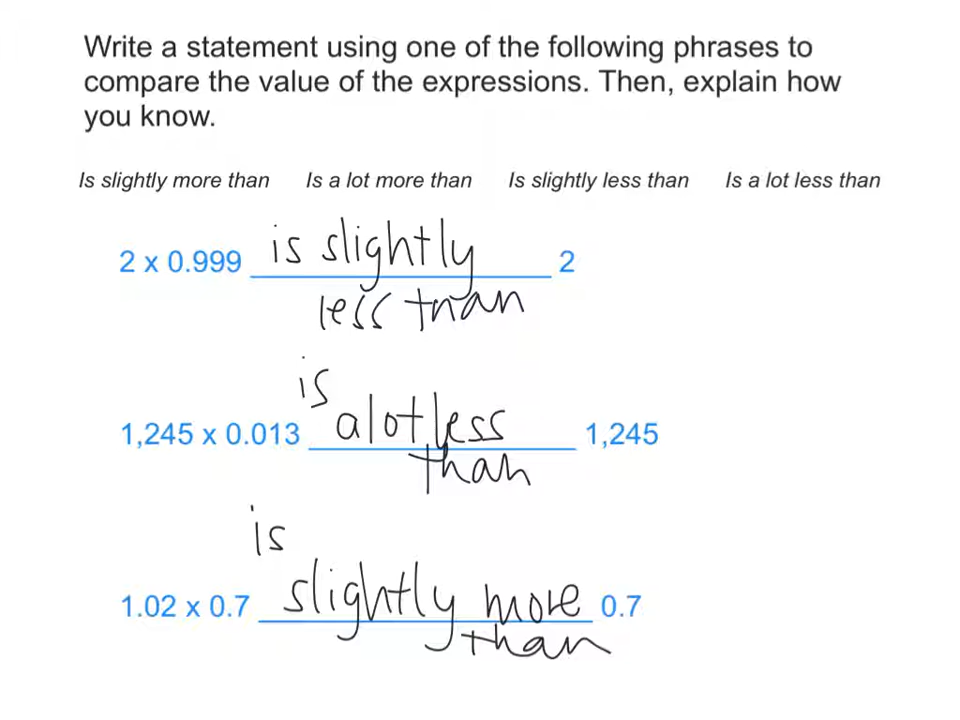 Write a statement using one of the following phrases to
compare the value of the expressions. Then, explain how
you know.
Is slightly more than Is a lot more than Is slightly less than Is a lot less than
2 x 0.999 is slightly 2
less than
is
1,245 x 0.013 a lot less 1,245
than
is
1.02 x 0.7 slightly more 0.7
than